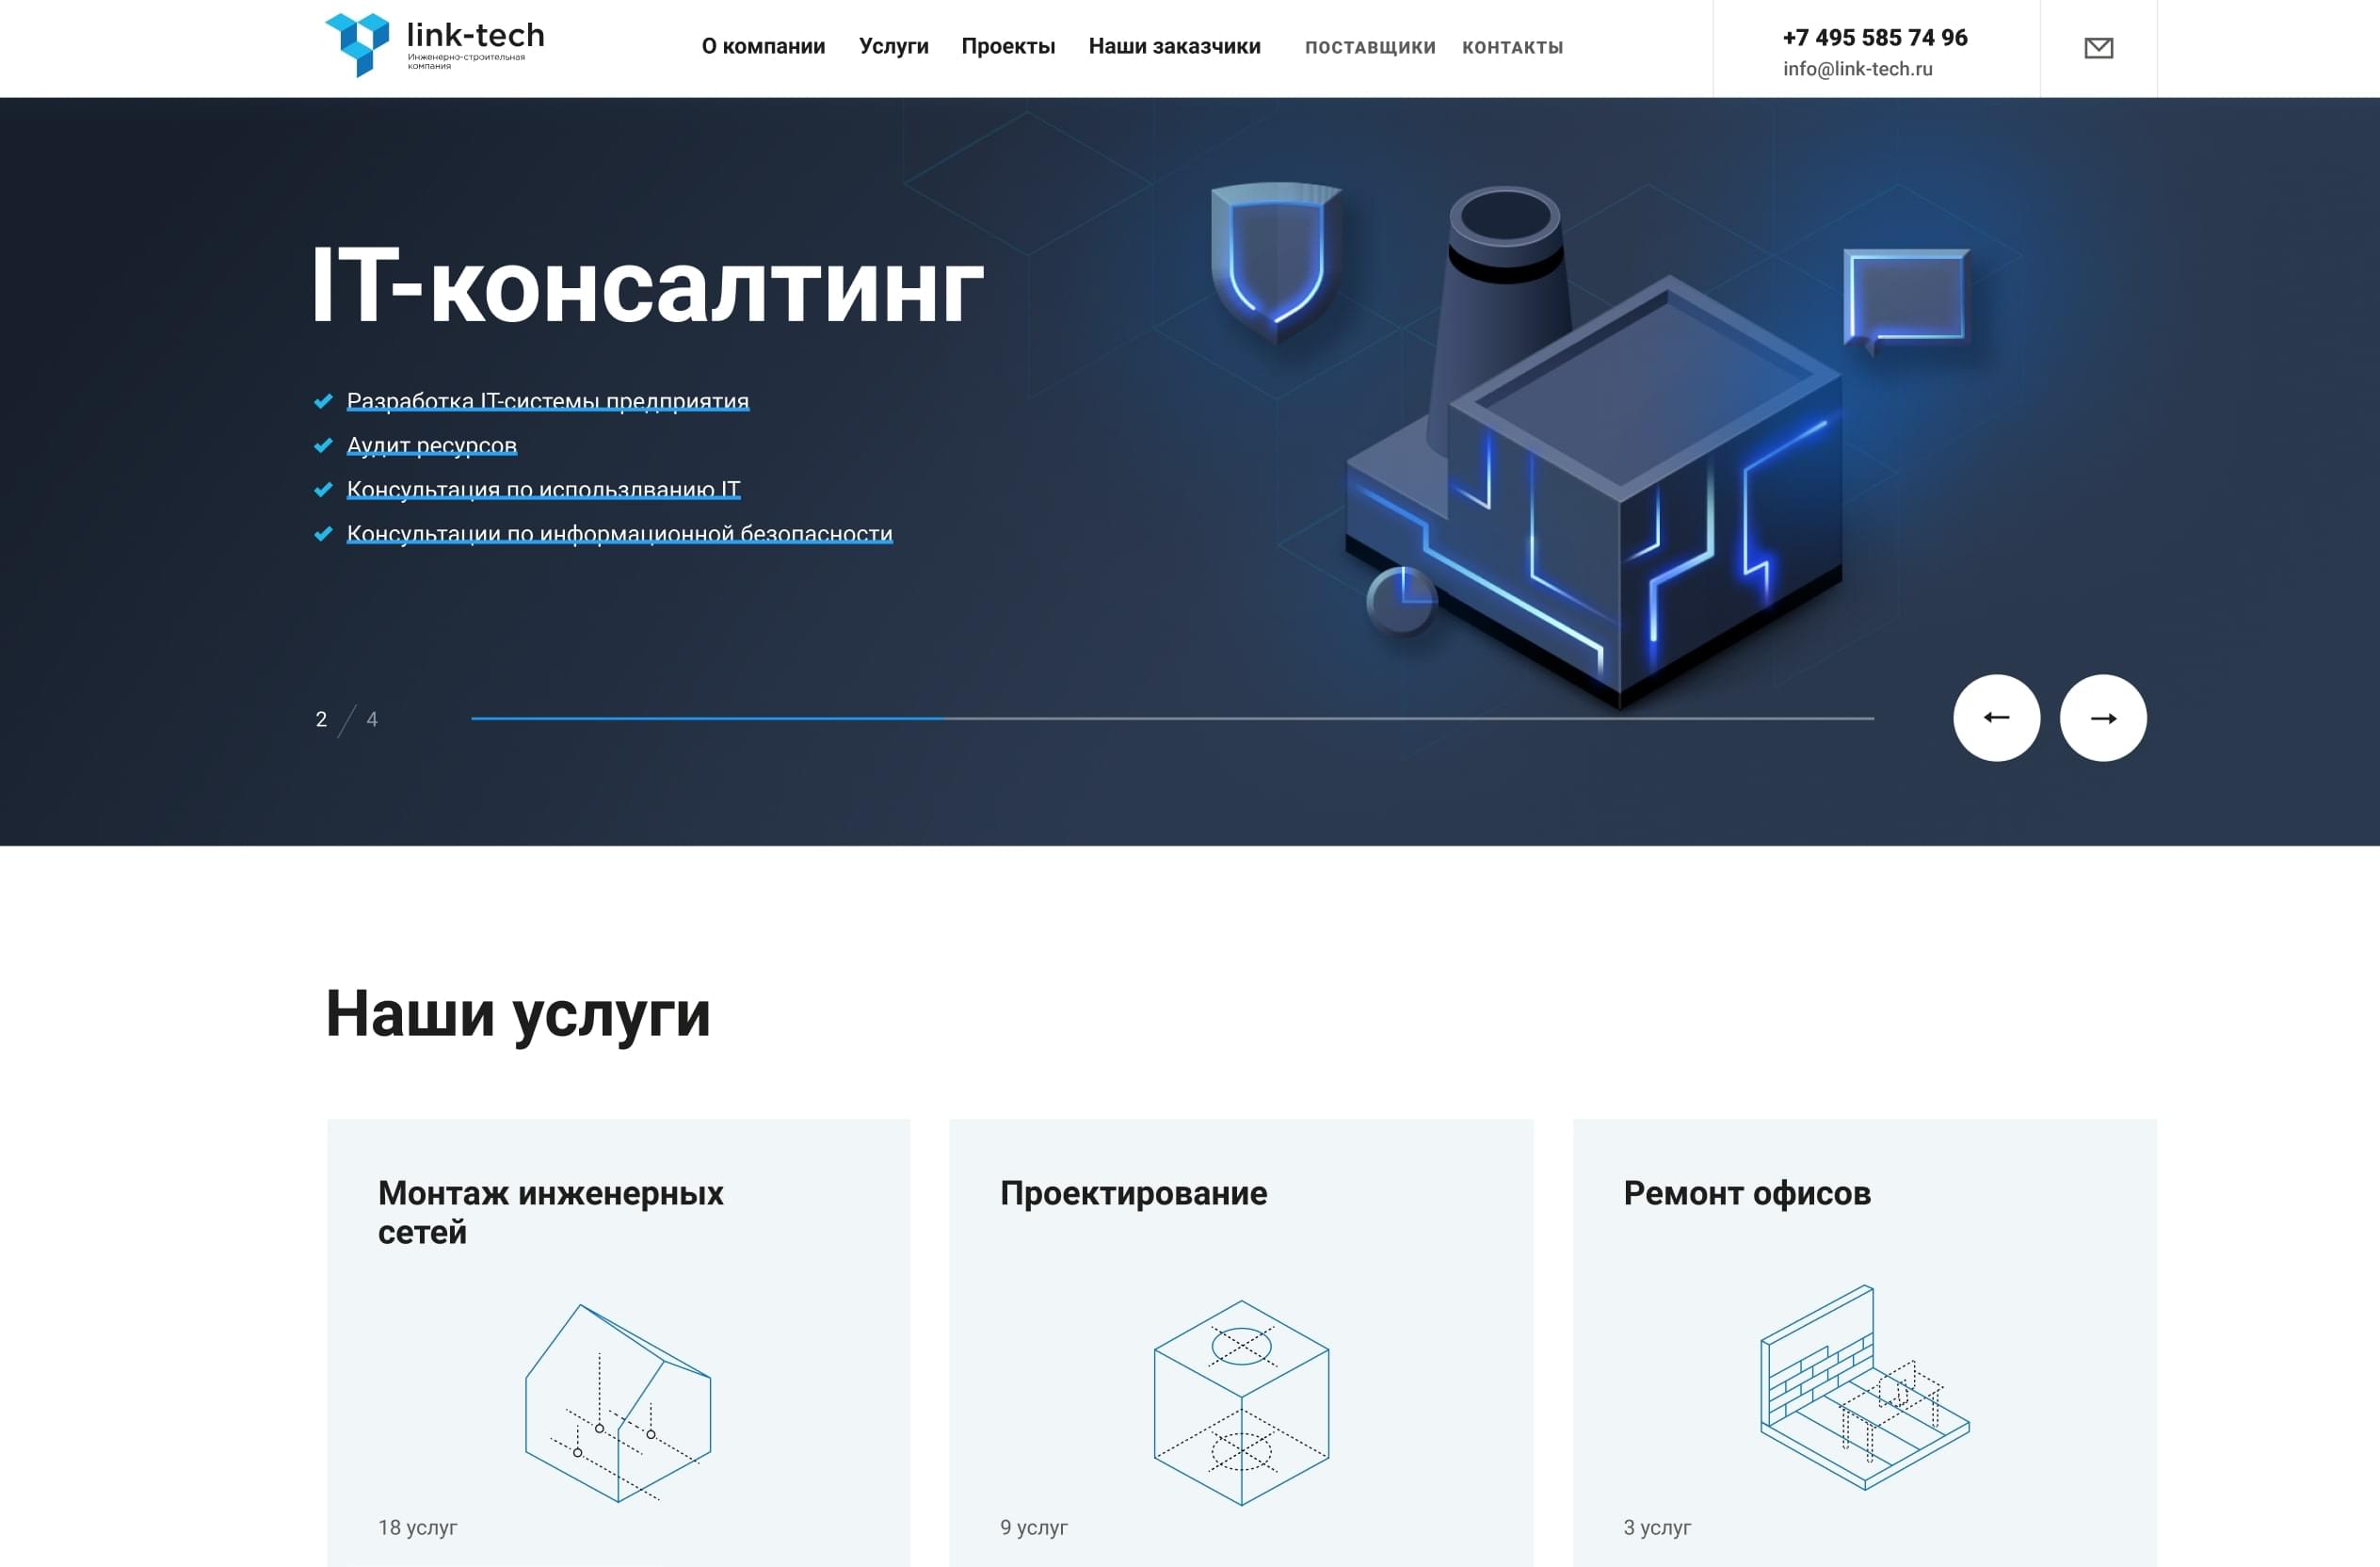 link-tech
Инженерно-строительная
компания
О компании
Услуги
Проекты
Наши заказчики
ПОСТАВЩИКИ
КОНТАКТЫ
+7 495 585 74 96
info@link-tech.ru
IT-консалтинг
Разработка IT-системы предприятия
Аудит ресурсов
Консультация по использлванию IT
Консультации по информационной безопасности
2 / 4
Наши услуги
Монтаж инженерных
сетей
18 услуг
Проектирование
9 услуг
Ремонт офисов
3 услуг